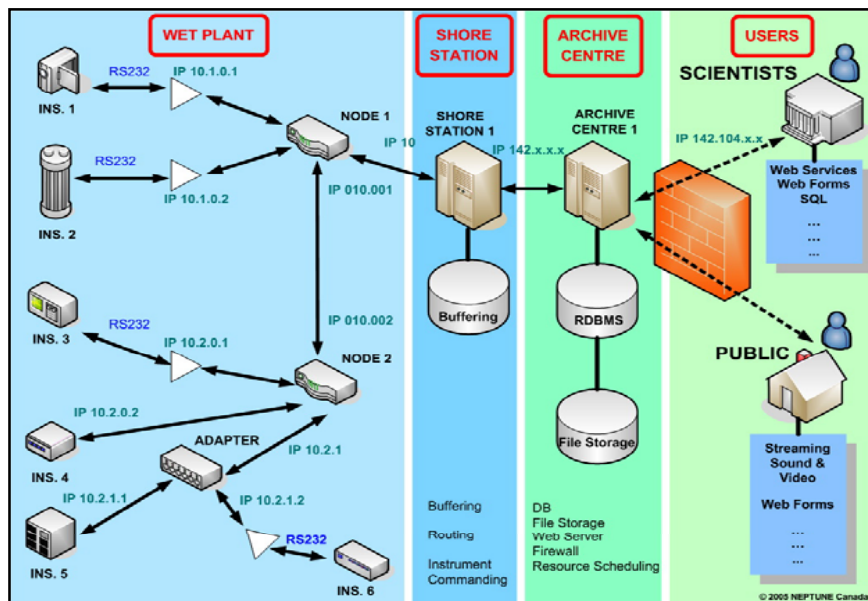 WET PLANT
SHORE
STATION
ARCHIVE
CENTRE
USERS
SCIENTISTS
RS232
IP 10.1.0.1
INS. 1
NODE 1
IP 10
SHORE
STATION 1
IP 142.x.x.x
ARCHIVE
CENTRE 1
IP 142.104.x.x
RS232
IP 10.1.0.2
INS. 2
IP 010.001
Web Services
Web Forms
SQL
...
...
...
Buffering
RDBMS
RS232
IP 10.2.0.1
INS. 3
IP 010.002
NODE 2
PUBLIC
IP 10.2.0.2
INS. 4
ADAPTER
IP 10.2.1
File Storage
IP 10.2.1.1
INS. 5
IP 10.2.1.2
RS232
INS. 6
Streaming
Sound &
Video
Web Forms
...
...
Buffering
Routing
Instrument
Commanding
DB
File Storage
Web Server
Firewall
Resource Scheduling
© 2005 NEPTUNE Canada